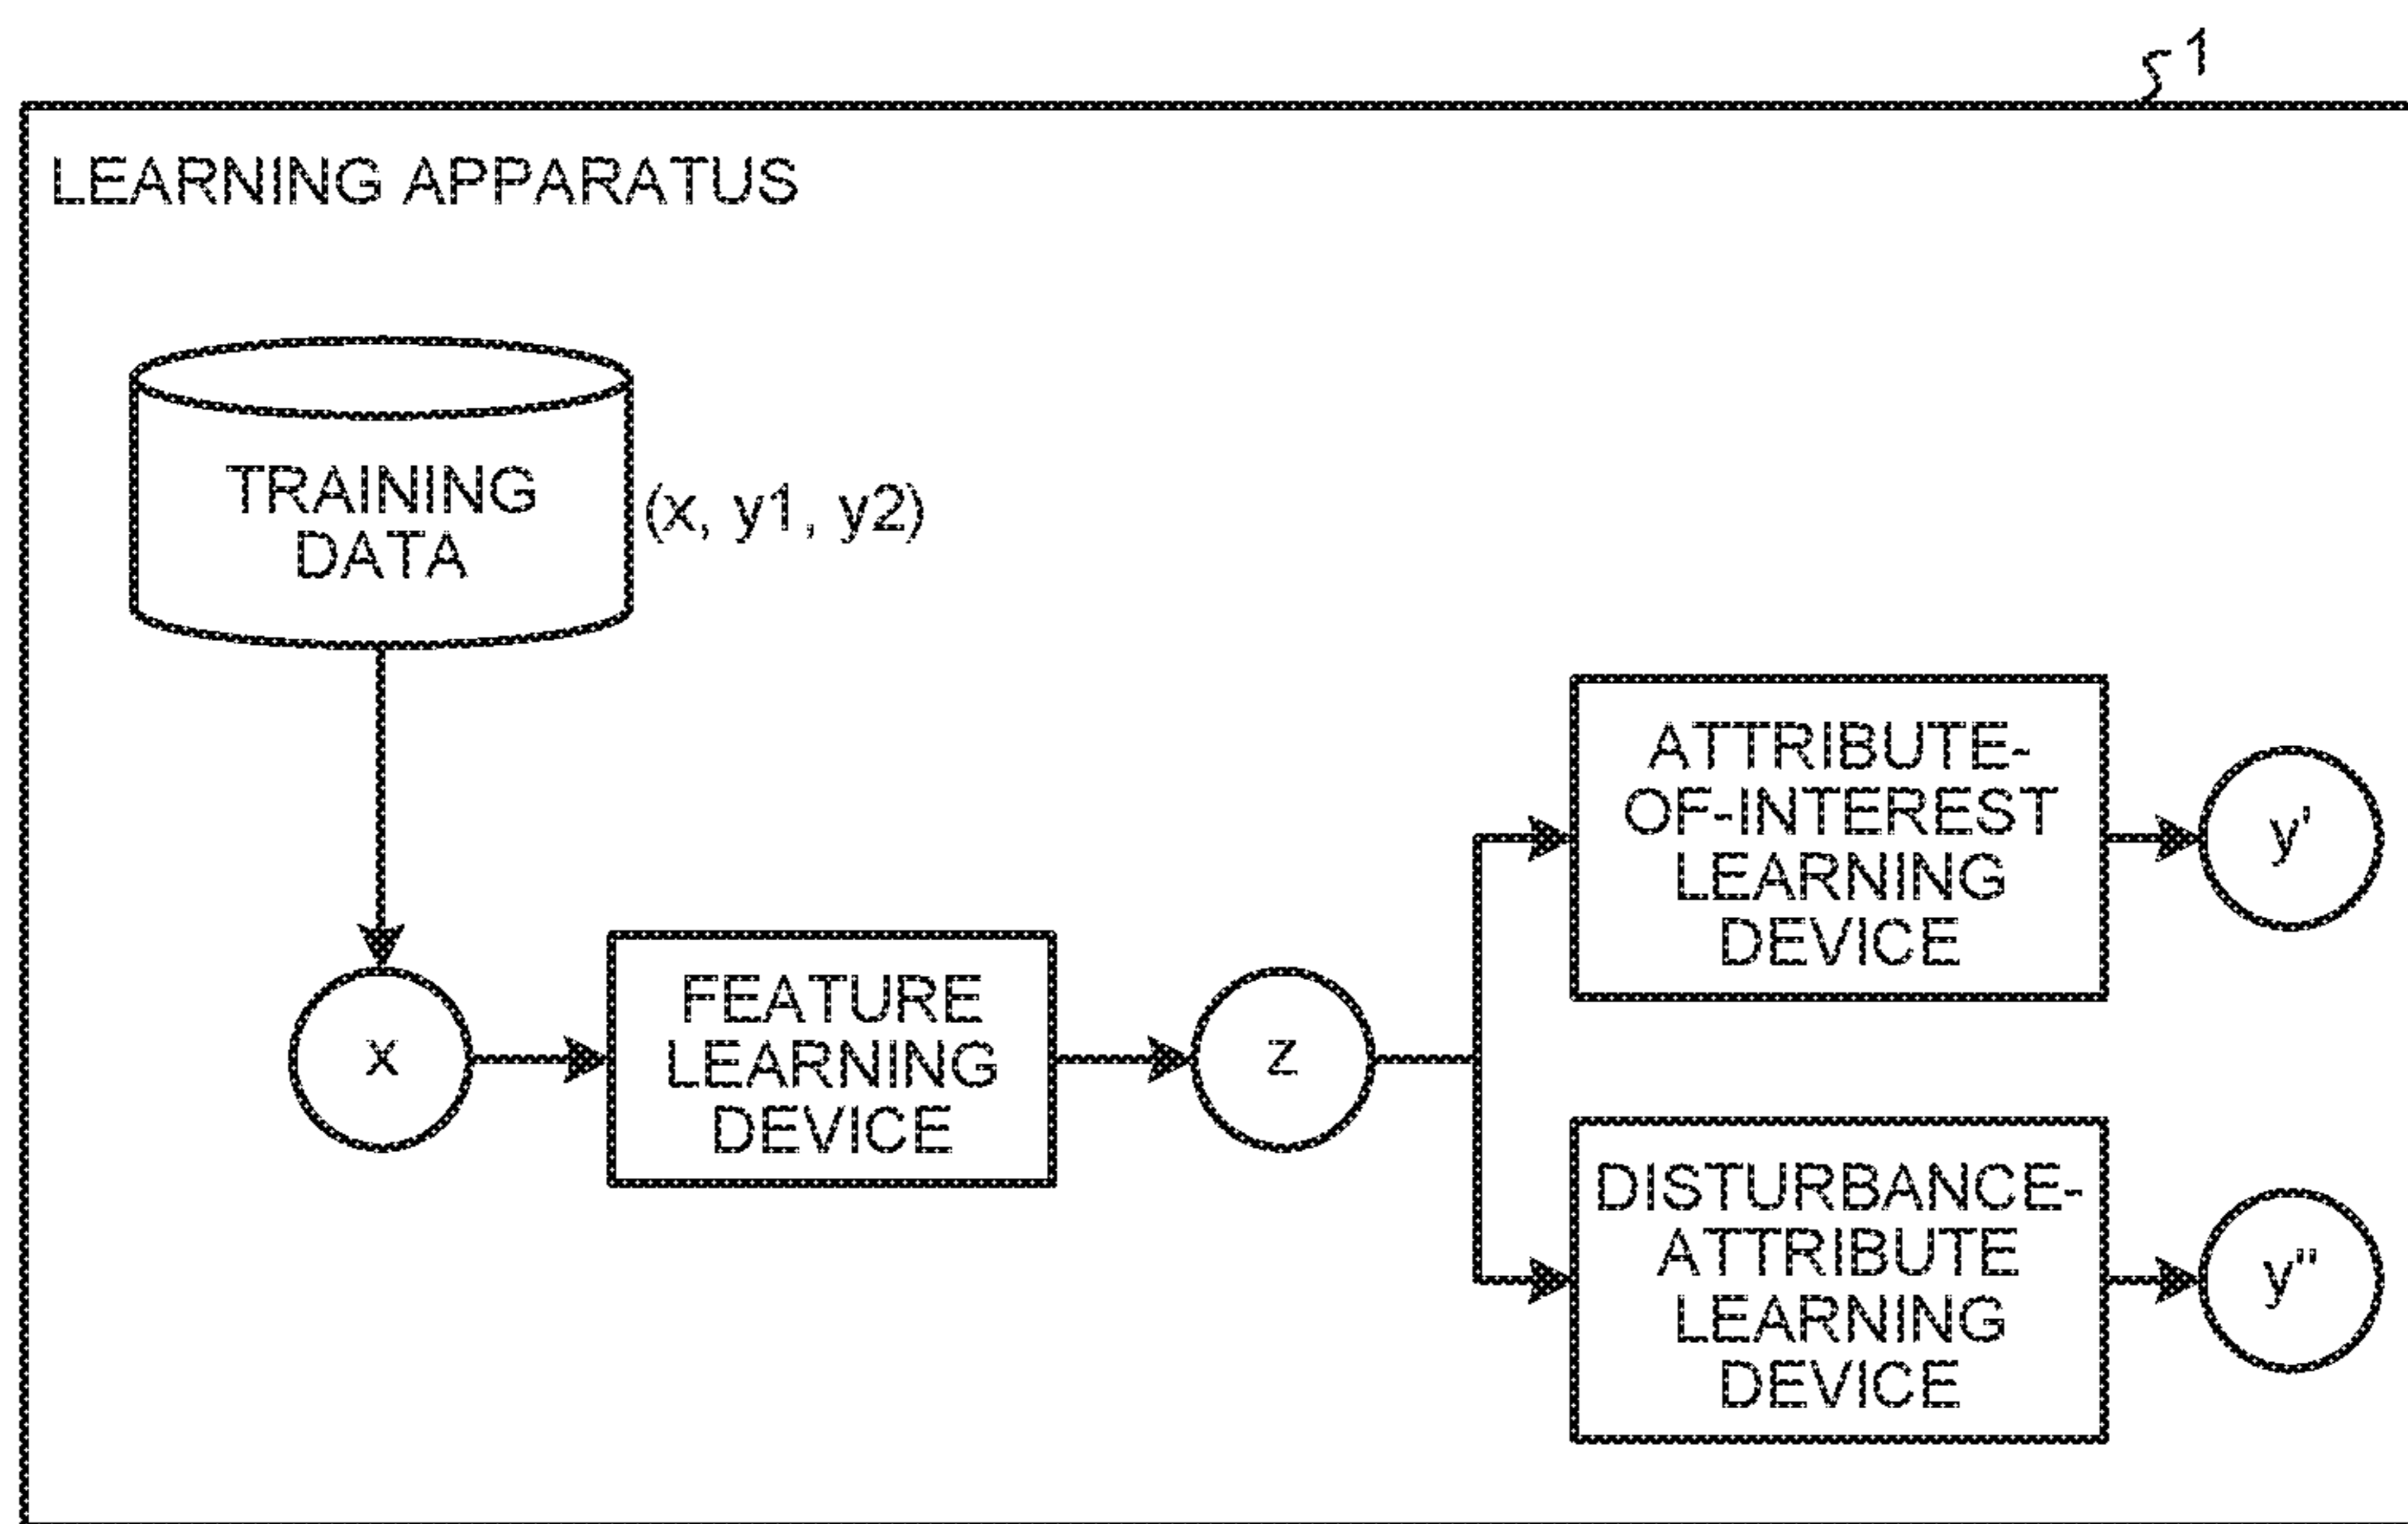 1
LEARNING APPARATUS
TRAINING
DATA
(x, y1, y2)
x
FEATURE
LEARNING
DEVICE
z
ATTRIBUTE-
OF-INTEREST
LEARNING
DEVICE
y'
DISTURBANCE-
ATTRIBUTE
LEARNING
DEVICE
y"